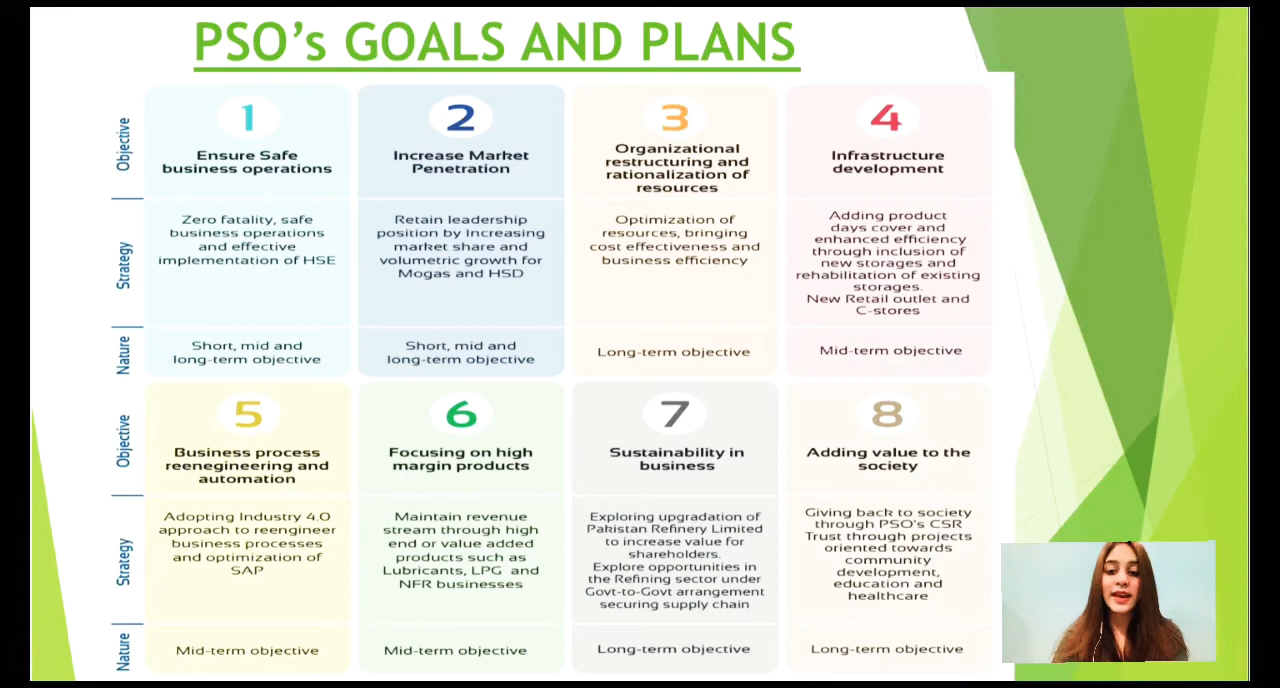 PSO's GOALS AND PLANS
Objective
1
Ensure Safe
business operations
2
Increase Market
Penetration
3
Organizational
restructuring and
rationalization of
resources
4
Infrastructure
development
Strategy
Zero fatality, safe
business operations
and effective
implementation of HSE
Retain leadership
position by Increasing
market share and
volumetric growth for
Mogas and HSD
Optimization of
resources, bringing
cost effectiveness and
business efficiency
Adding product
days cover and
enhanced efficiency
through inclusion of
new storages and
rehabilitation of existing
storages.
New Retail outlet and
C-stores
Nature
Short, mid and
long-term objective
Short, mid and
long-term objective
Long-term objective
Mid-term objective
Objective
5
Business process
reenegineering and
automation
6
Focusing on high
margin products
7
Sustainability in
business
8
Adding value to the
society
Strategy
Adopting Industry 4.0
approach to reengineer
business processes
and optimization of
SAP
Maintain revenue
stream through high
end or value added
products such as
Lubricants, LPG and
NFR businesses
Exploring upgradation of
Pakistan Refinery Limited
to increase value for
shareholders.
Explore opportunities in
the Refining sector under
Govt-to-Govt arrangement
securing supply chain
Giving back to society
through PSO's CSR
Trust through projects
oriented towards
community
development,
education and
healthcare
Nature
Mid-term objective
Mid-term objective
Long-term objective
Long-term objective